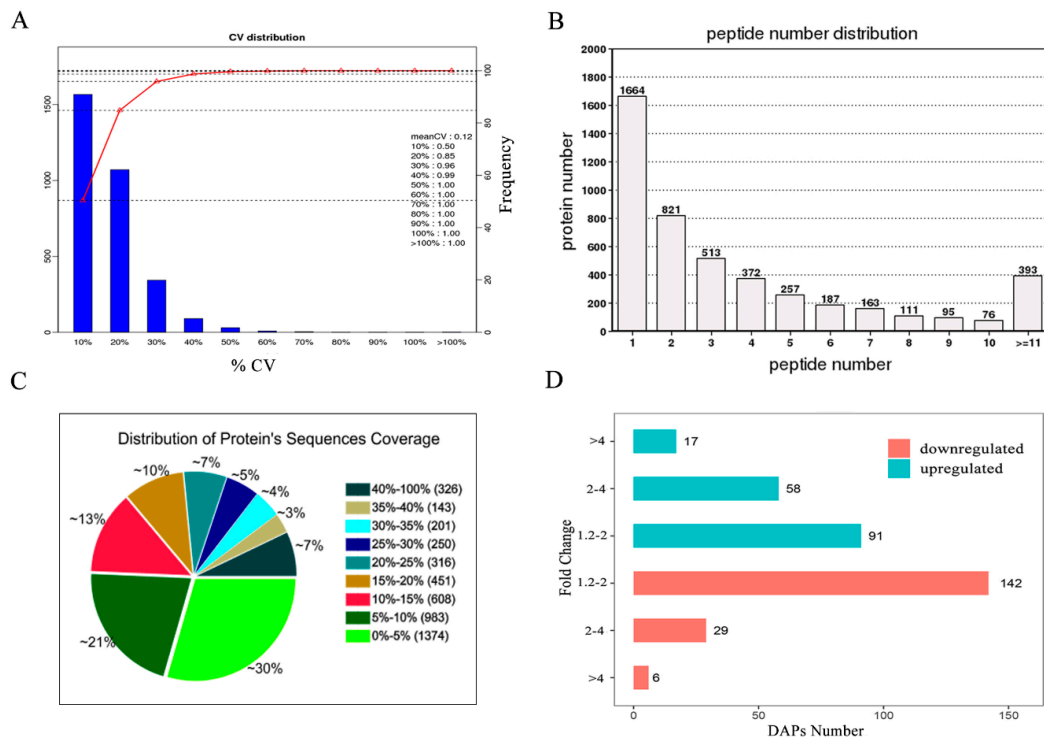 A
CV distribution
1500
1000
500
0
100
80
60
40
20
0
Frequency
meanCV : 0.12
10% : 0.50
20% : 0.85
30% : 0.96
40% : 0.99
50% : 1.00
60% : 1.00
70% : 1.00
80% : 1.00
90% : 1.00
100% : 1.00
>100% : 1.00
10% 20% 30% 40% 50% 60% 70% 80% 90% 100% >100%
% CV
B
peptide number distribution
protein number
2000
1800
1600
1400
1200
1000
800
600
400
200
0
1664 821 513 372 257 187 163 111 95 76 393
1 2 3 4 5 6 7 8 9 10 >=11
peptide number
C
Distribution of Protein's Sequences Coverage
~7%
~5%
~4%
~3%
~7%
~10%
~13%
~21%
~30%
40%-100% (326)
35%-40% (143)
30%-35% (201)
25%-30% (250)
20%-25% (316)
15%-20% (451)
10%-15% (608)
5%-10% (983)
0%-5% (1374)
D
Fold Change
>4 17
2-4 58
1.2-2 91
1.2-2 142
2-4 29
>4 6
downregulated
upregulated
0 50 100 150
DAPs Number